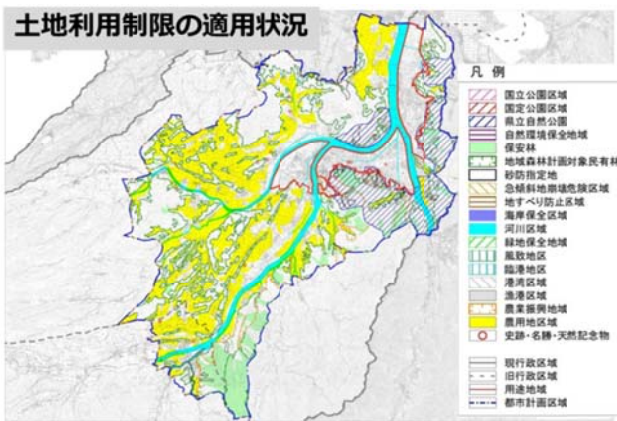 土地利用制限の適用状況
凡 例
国立公園区域
国定公園区域
県立自然公園
自然環境保全地域
保安林
地域森林計画対象民有林
砂防指定地
急傾斜地崩壊危険区域
地すべり防止区域
海岸保全区域
河川区域
緑地保全地域
風致地区
臨港地区
港湾区域
漁港区域
農業振興地域
農用地区域
史跡・名勝・天然記念物
現行政区域
旧行政区域
用途地域
都市計画区域